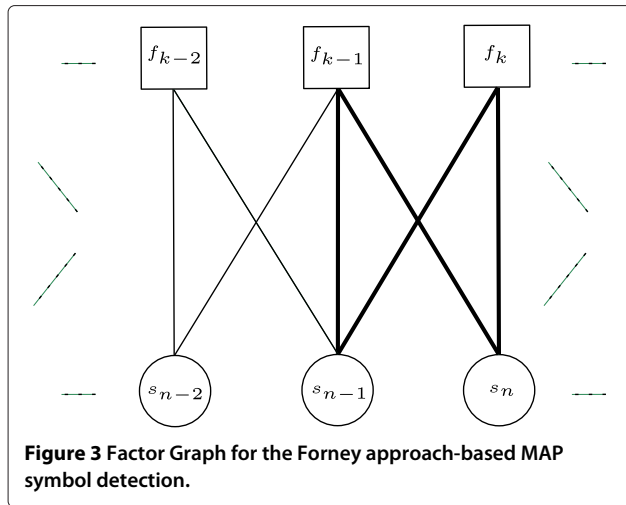 f_{k−2} f_{k−1} f_k
s_{n−2} s_{n−1} s_n
Figure 3 Factor Graph for the Forney approach-based MAP
symbol detection.